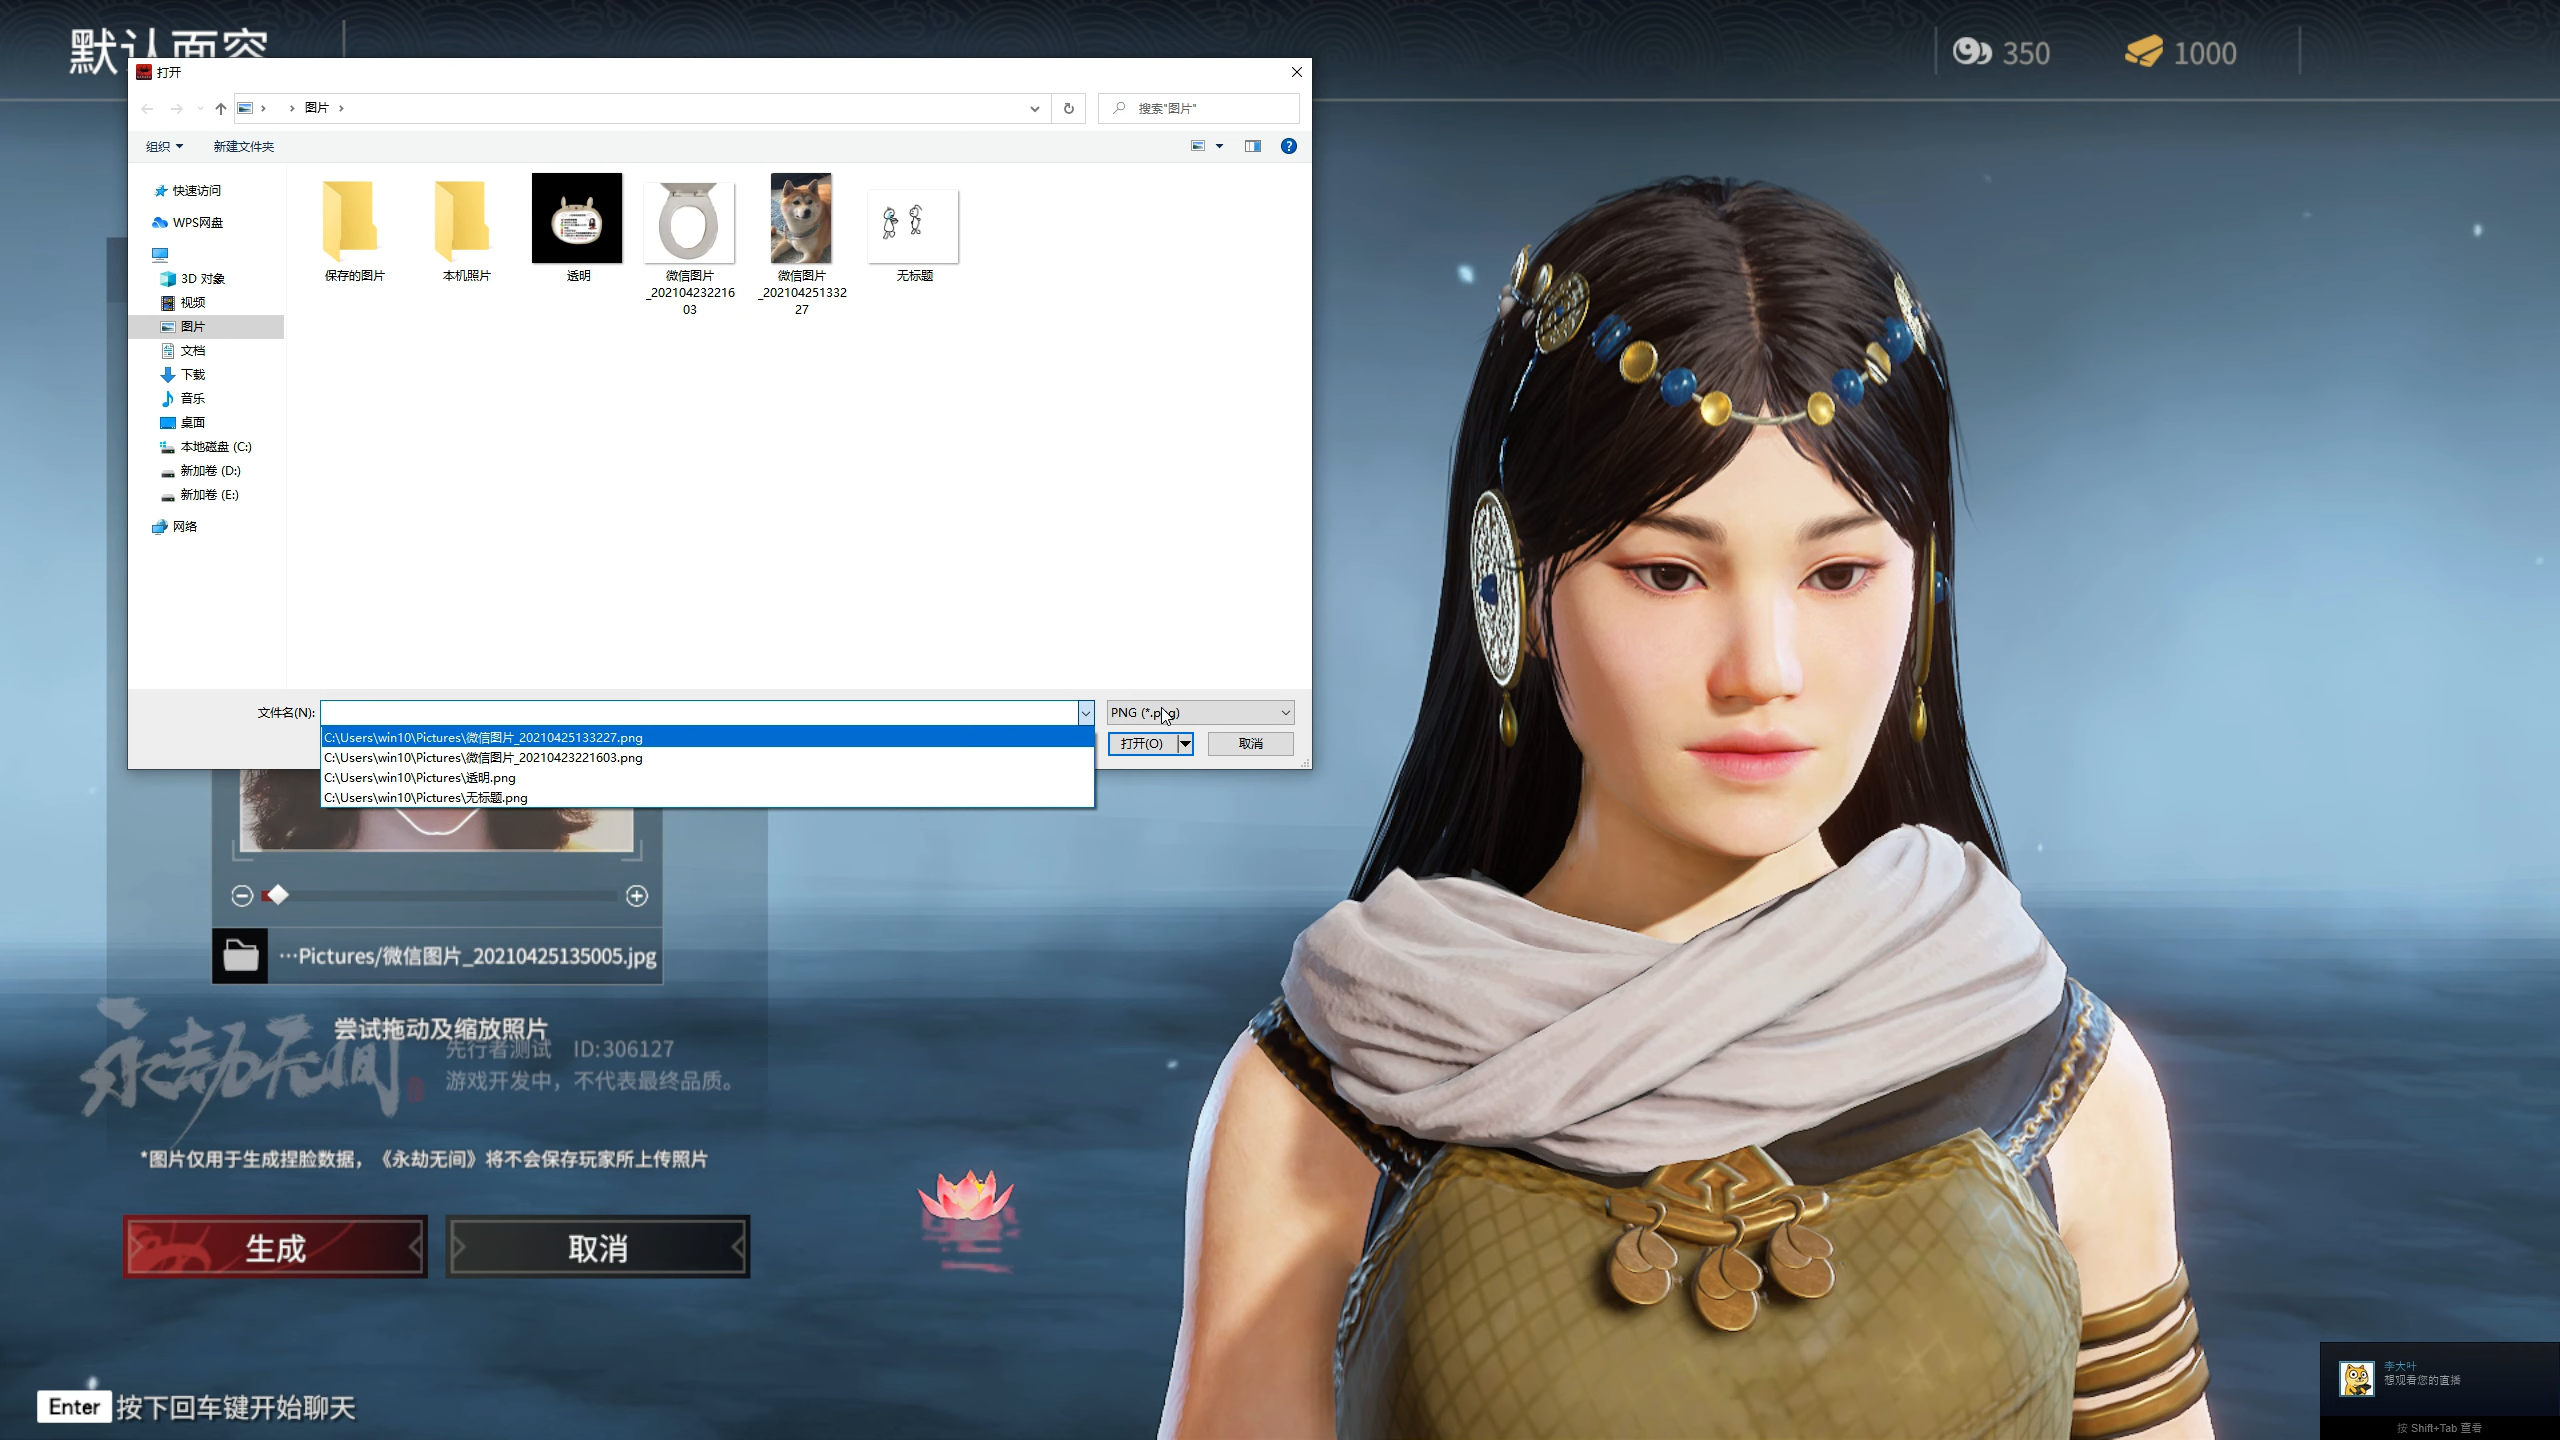 默认面容
350
1000
打开
图片
搜索"图片"
组织
新建文件夹
快速访问
WPS网盘
3D 对象
视频
图片
文档
下载
音乐
桌面
本地磁盘 (C:)
新加卷 (D:)
新加卷 (E:)
网络
保存的图片
本机照片
透明
微信图片
_202104232216
03
微信图片
_202104251332
27
无标题
文件名(N):
PNG (*.png)
C:\Users\win10\Pictures\微信图片_20210425133227.png
C:\Users\win10\Pictures\微信图片_20210423221603.png
C:\Users\win10\Pictures\透明.png
C:\Users\win10\Pictures\无标题.png
打开(O)
取消
···Pictures/微信图片_20210425135005.jpg
尝试拖动及缩放照片
永劫无间
先行者测试 ID:306127
游戏开发中，不代表最终品质。
*图片仅用于生成捏脸数据，《永劫无间》将不会保存玩家所上传照片
生成
取消
Enter 按下回车键开始聊天
李大叶
想观看您的直播
按 Shift+Tab 查看